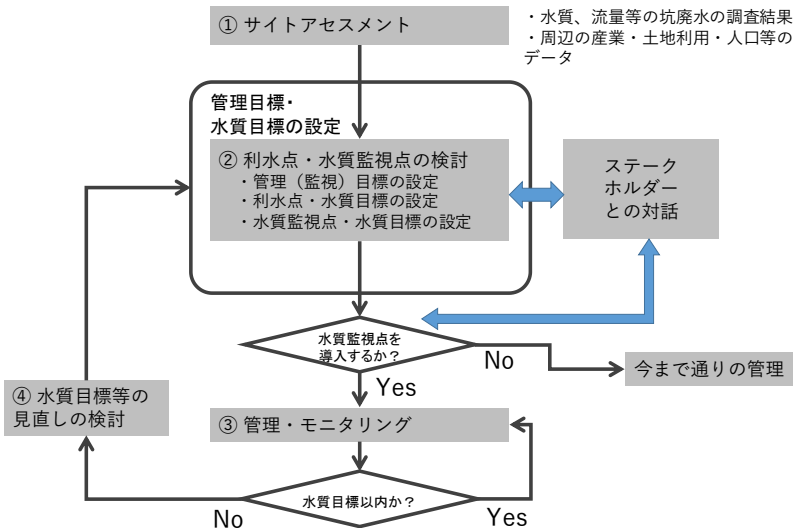 ① サイトアセスメント
・水質、流量等の坑廃水の調査結果
・周辺の産業・土地利用・人口等の
データ
管理目標・
水質目標の設定
② 利水点・水質監視点の検討
・管理（監視）目標の設定
・利水点・水質目標の設定
・水質監視点・水質目標の設定
ステーク
ホルダー
との対話
水質監視点を
導入するか？
No
今まで通りの管理
Yes
④ 水質目標等の
見直しの検討
③ 管理・モニタリング
水質目標以内か？
No
Yes